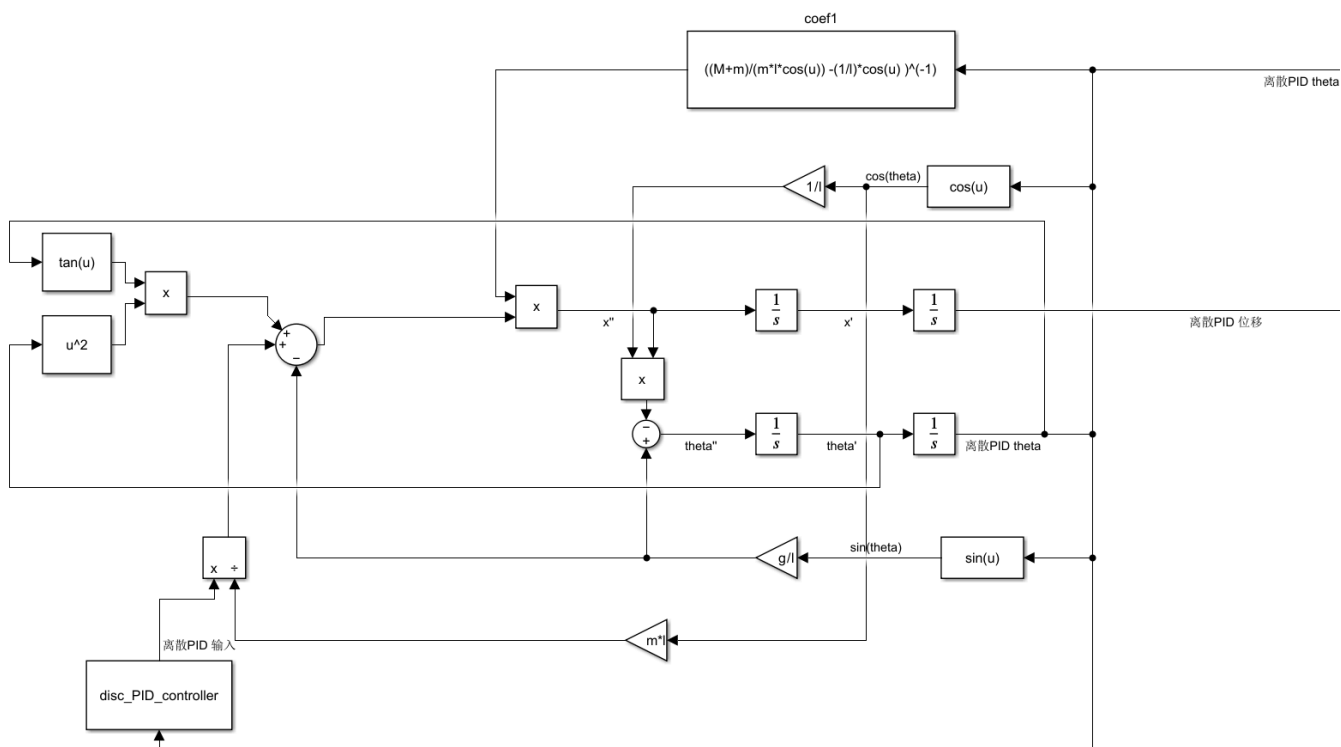 coef1
((M+m)/(m*l*cos(u)) -(1/l)*cos(u) )^(-1)
离散PID theta
cos(theta)
1/l
cos(u)
tan(u)
x
u^2
+
+
−
x
x''
1
s
x'
1
s
离散PID 位移
x
−
+
theta''
1
s
theta'
1
s
离散PID theta
x ÷
g/l
sin(theta)
sin(u)
离散PID 输入
m*l
disc_PID_controller